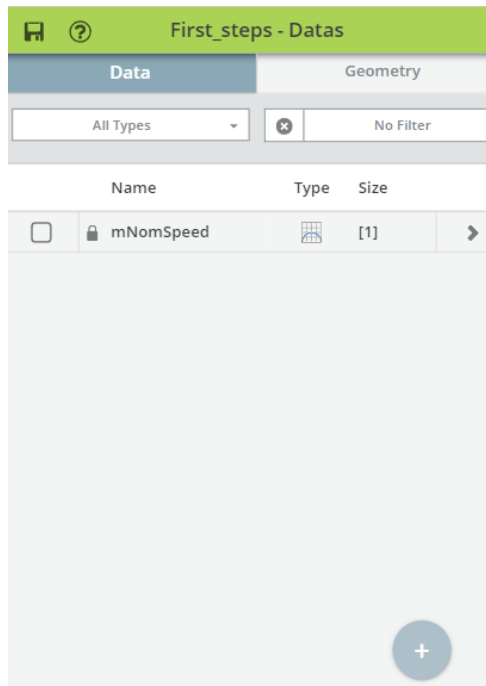 First_steps - Datas
Data Geometry
All Types No Filter
Name Type Size
mNomSpeed [1]
+